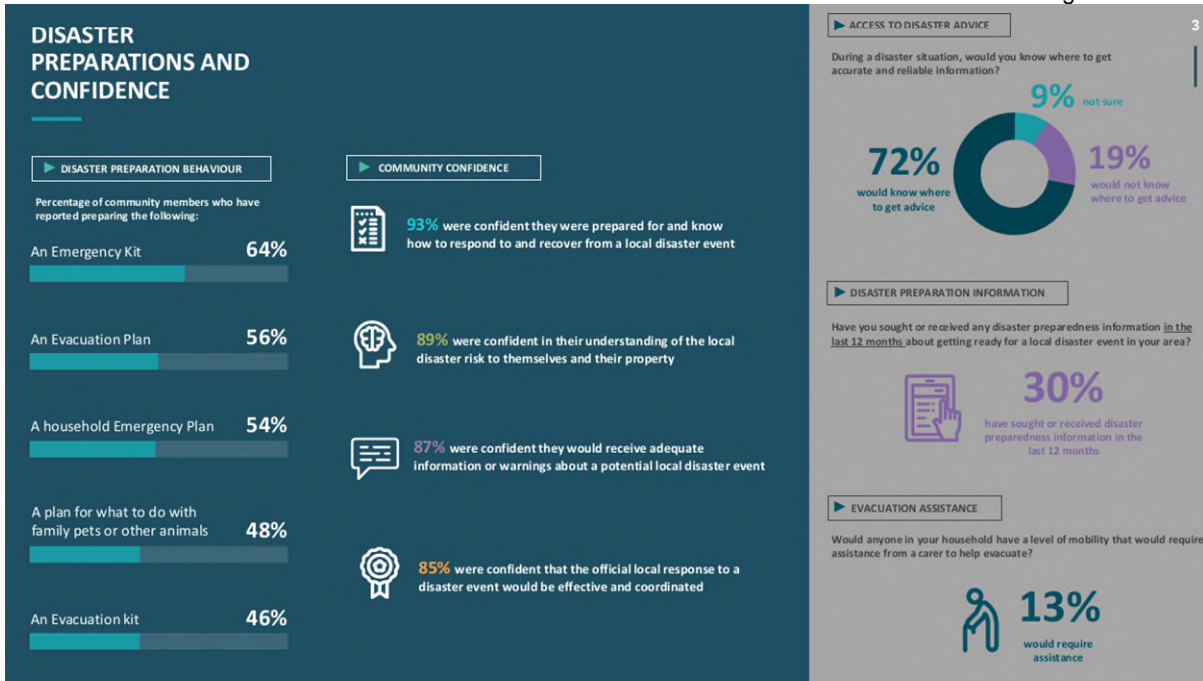 DISASTER
PREPARATIONS AND
CONFIDENCE
DISASTER PREPARATION BEHAVIOUR
Percentage of community members who have
reported preparing the following:
An Emergency Kit 64%
An Evacuation Plan 56%
A household Emergency Plan 54%
A plan for what to do with
family pets or other animals 48%
An Evacuation kit 46%
COMMUNITY CONFIDENCE
93% were confident they were prepared for and know
how to respond to and recover from a local disaster event
89% were confident in their understanding of the local
disaster risk to themselves and their property
87% were confident they would receive adequate
information or warnings about a potential local disaster event
85% were confident that the official local response to a
disaster event would be effective and coordinated
ACCESS TO DISASTER ADVICE
3
During a disaster situation, would you know where to get
accurate and reliable information?
9% not sure
72%
would know where
to get advice
19%
would not know
where to get advice
DISASTER PREPARATION INFORMATION
Have you sought or received any disaster preparedness information in the
last 12 months about getting ready for a local disaster event in your area?
30%
have sought or received disaster
preparedness information in the
last 12 months
EVACUATION ASSISTANCE
Would anyone in your household have a level of mobility that would require
assistance from a carer to help evacuate?
13%
would require
assistance